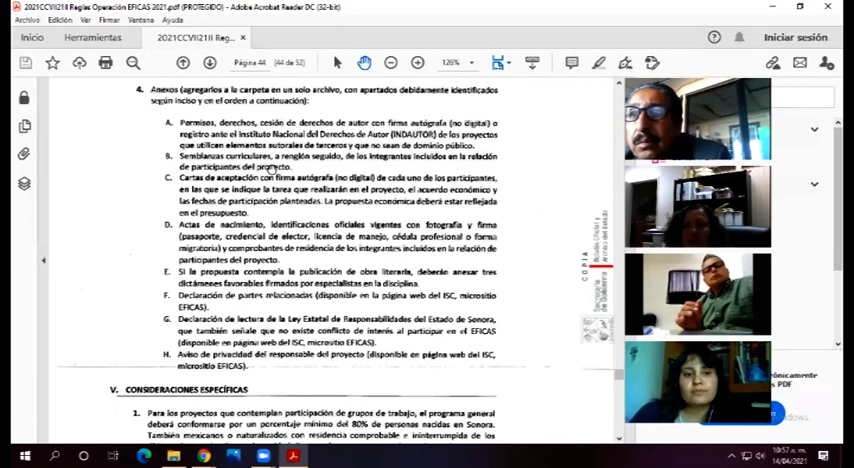 2021CCVII21II Reglas Operación EFICAS 2021.pdf (PROTEGIDO) - Adobe Acrobat Reader DC (32-bit)
Archivo Edición Ver Firmar Ventana Ayuda
Inicio Herramientas 2021CCVII21II Reg... × Iniciar sesión
Página 44 (44 de 52) 126%
4. Anexos (agregarlos a la carpeta en un solo archivo, con apartados debidamente identificados
según inciso y en el orden a continuación):
A. Permisos, derechos, cesión de derechos de autor con firma autógrafa (no digital) o
registro ante el Instituto Nacional del Derechos de Autor (INDAUTOR) de los proyectos
que utilicen elementos autorales de terceros y que no sean de dominio público.
B. Semblanzas curriculares, a renglón seguido, de los integrantes incluidos en la relación
de participantes del proyecto.
C. Cartas de aceptación con firma autógrafa (no digital) de cada uno de los participantes,
en las que se indique la tarea que realizarán en el proyecto, el acuerdo económico y
las fechas de participación planteadas. La propuesta económica deberá estar reflejada
en el presupuesto.
D. Actas de nacimiento, identificaciones oficiales vigentes con fotografía y firma
(pasaporte, credencial de elector, licencia de manejo, cédula profesional o forma
migratoria) y comprobantes de residencia de los integrantes incluidos en la relación de
participantes del proyecto.
E. Si la propuesta contempla la publicación de obra literaria, deberán anexar tres
dictámenes favorables firmados por especialistas en la disciplina.
F. Declaración de partes relacionadas (disponible en la página web del ISC, micrositio
EFICAS).
G. Declaración de lectura de la Ley Estatal de Responsabilidades del Estado de Sonora,
que también señale que no existe conflicto de interés al participar en el EFICAS
(disponible en página web del ISC, micrositio EFICAS).
H. Aviso de privacidad del responsable del proyecto (disponible en página web del ISC,
micrositio EFICAS).
V. CONSIDERACIONES ESPECÍFICAS
1. Para los proyectos que contemplan participación de grupos de trabajo, el programa general
deberá conformarse por un porcentaje mínimo del 80% de personas nacidas en Sonora.
También mexicanos o naturalizados con residencia comprobable e ininterrumpida de los
COPIA
Boletín Oficial y
Archivo del Estado
Secretaría
de Gobierno
10:57 p. m.
14/04/2021